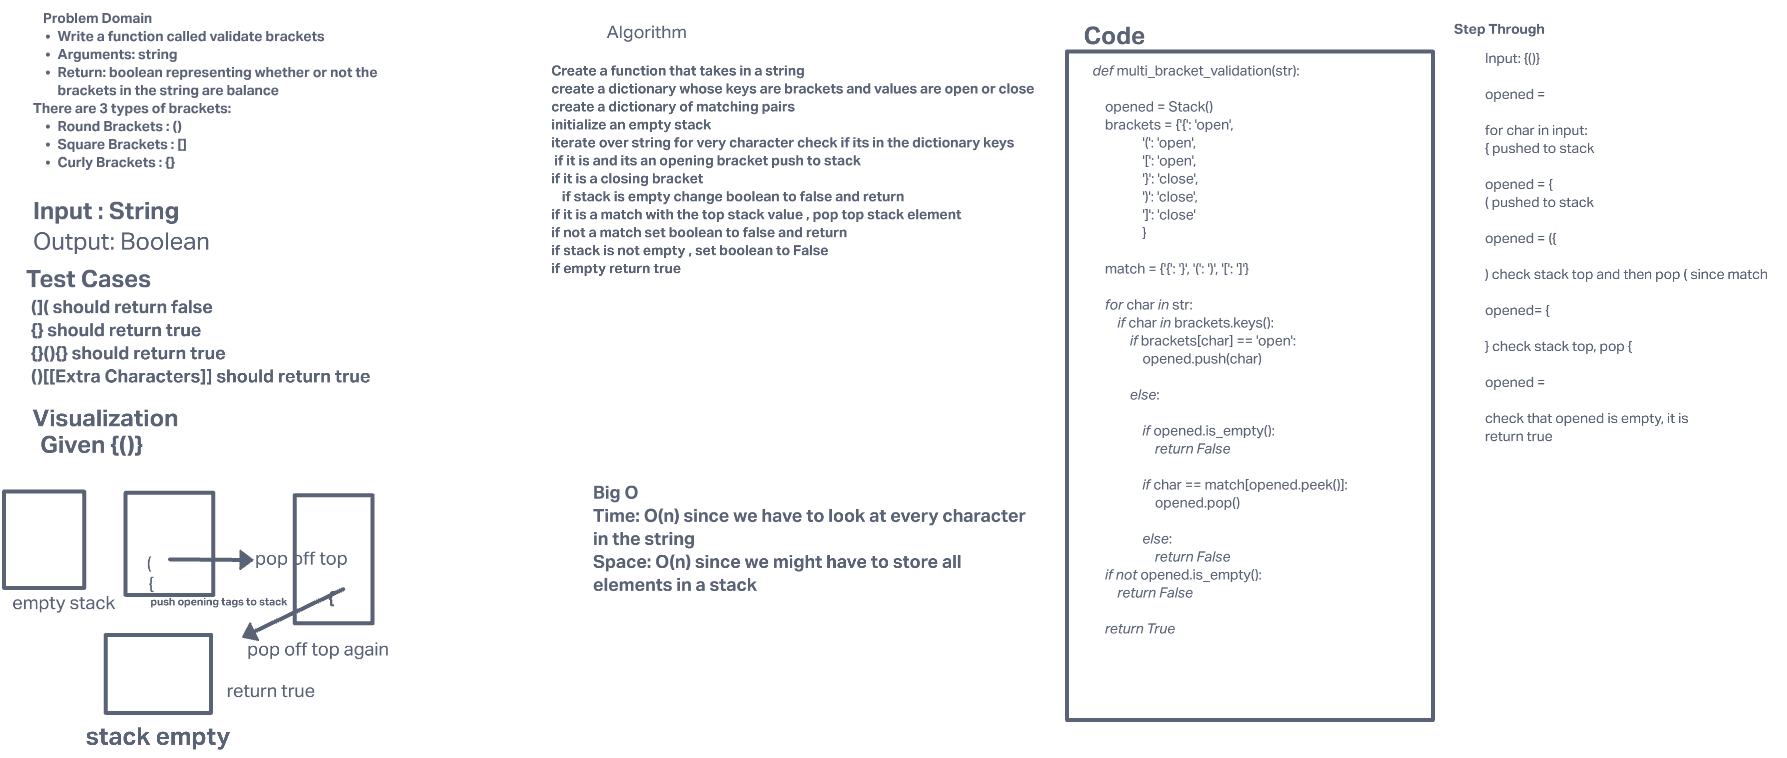 Problem Domain
• Write a function called validate brackets
• Arguments: string
• Return: boolean representing whether or not the
brackets in the string are balance
There are 3 types of brackets:
• Round Brackets : ()
• Square Brackets : []
• Curly Brackets : {}
Input : String
Output: Boolean
Test Cases
(]( should return false
{} should return true
{}(){} should return true
()[[Extra Characters]] should return true
Visualization
Given {()}
(
{
pop off top
{
empty stack
push opening tags to stack
pop off top again
return true
stack empty
Algorithm
Create a function that takes in a string
create a dictionary whose keys are brackets and values are open or close
create a dictionary of matching pairs
initialize an empty stack
iterate over string for very character check if its in the dictionary keys
if it is and its an opening bracket push to stack
if it is a closing bracket
if stack is empty change boolean to false and return
if it is a match with the top stack value , pop top stack element
if not a match set boolean to false and return
if stack is not empty , set boolean to False
if empty return true
Big O
Time: O(n) since we have to look at every character
in the string
Space: O(n) since we might have to store all
elements in a stack
Code
def multi_bracket_validation(str):
opened = Stack()
brackets = {'{': 'open',
'(': 'open',
'[': 'open',
'}': 'close',
')': 'close',
']': 'close'
}
match = {'{': '}', '(': ')', '[': ']'}
for char in str:
if char in brackets.keys():
if brackets[char] == 'open':
opened.push(char)
else:
if opened.is_empty():
return False
if char == match[opened.peek()]:
opened.pop()
else:
return False
if not opened.is_empty():
return False
return True
Step Through
Input: {()}
opened =
for char in input:
{ pushed to stack
opened = {
( pushed to stack
opened = ({
) check stack top and then pop ( since match
opened= {
} check stack top, pop {
opened =
check that opened is empty, it is
return true